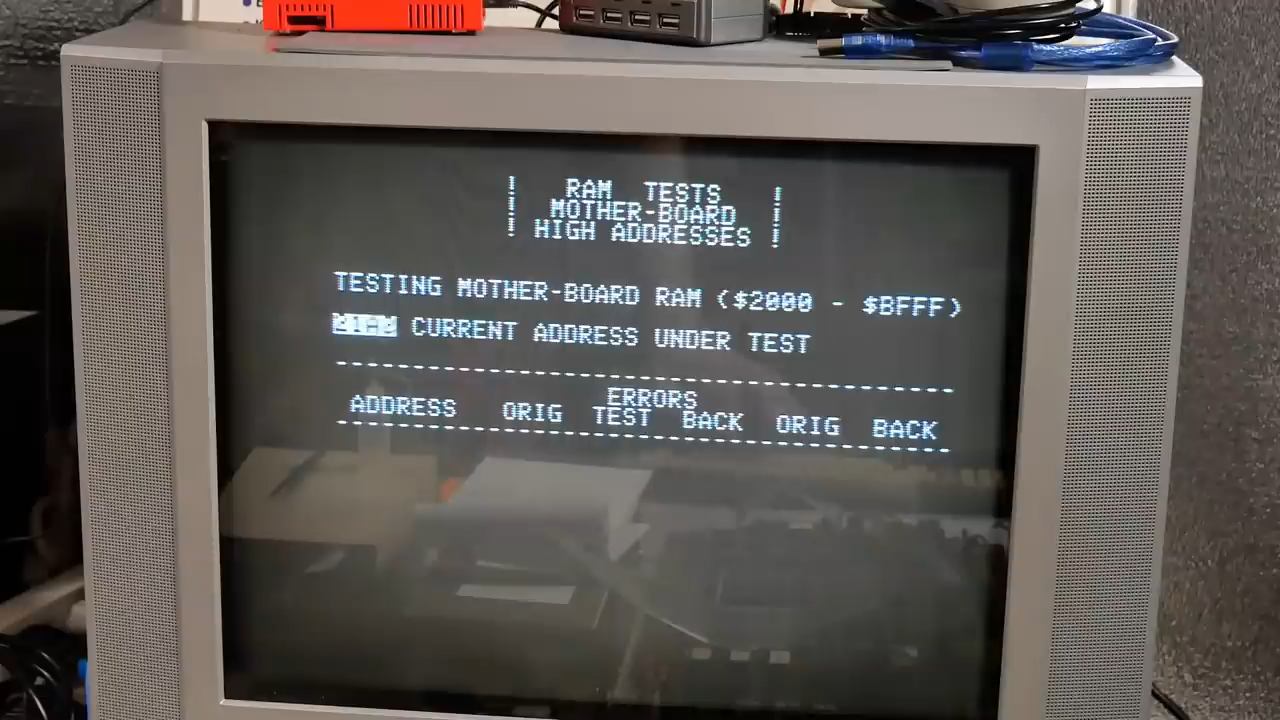 ! RAM TESTS !
! MOTHER-BOARD !
! HIGH ADDRESSES !
TESTING MOTHER-BOARD RAM ($2000 - $BFFF)
CURRENT ADDRESS UNDER TEST
----------------------------------------
ERRORS
ADDRESS ORIG TEST BACK ORIG BACK
----------------------------------------